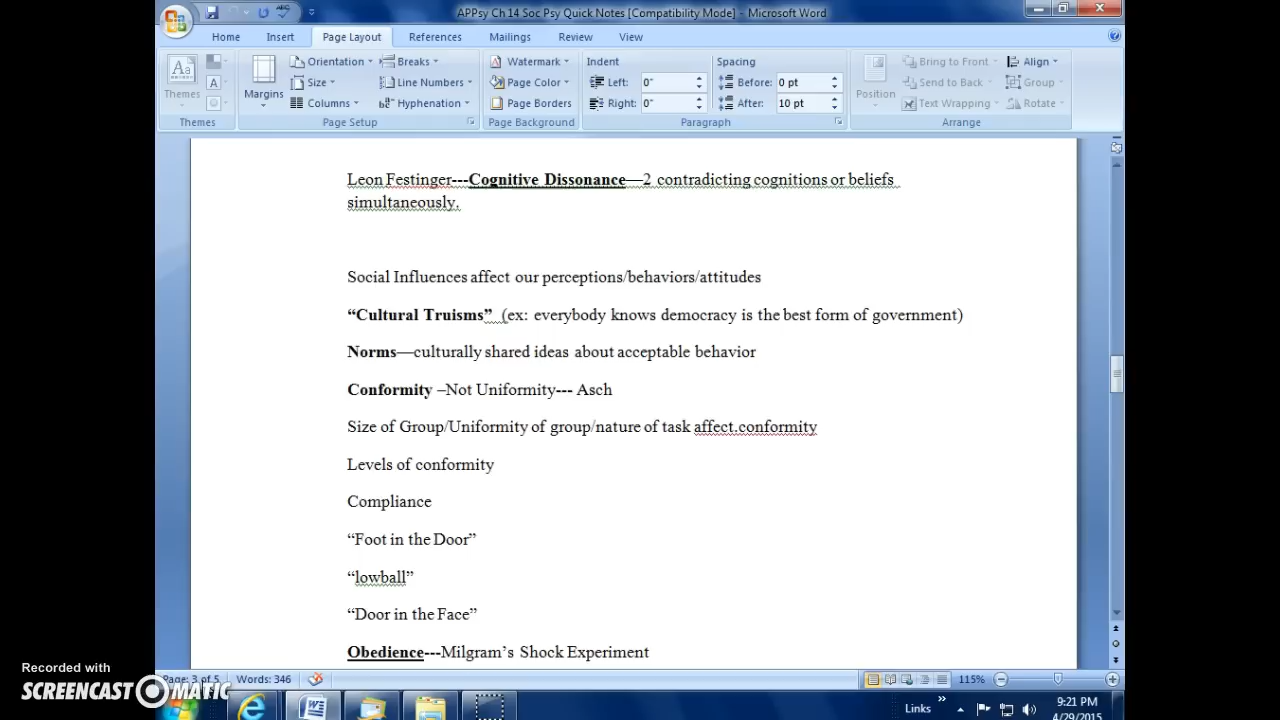 APPsy Ch 14 Soc Psy Quick Notes [Compatibility Mode] - Microsoft Word
Home Insert Page Layout References Mailings Review View
Themes
Themes
Margins
Orientation
Size
Columns
Breaks
Line Numbers
Hyphenation
Page Setup
Watermark
Page Color
Page Borders
Page Background
Indent
Left: 0"
Right: 0"
Spacing
Before: 0 pt
After: 10 pt
Paragraph
Position
Bring to Front
Send to Back
Text Wrapping
Align
Group
Rotate
Arrange
Leon Festinger---Cognitive Dissonance—2 contradicting cognitions or beliefs
simultaneously.
Social Influences affect our perceptions/behaviors/attitudes
“Cultural Truisms” (ex: everybody knows democracy is the best form of government)
Norms—culturally shared ideas about acceptable behavior
Conformity –Not Uniformity--- Asch
Size of Group/Uniformity of group/nature of task affect.conformity
Levels of conformity
Compliance
“Foot in the Door”
“lowball”
“Door in the Face”
Obedience---Milgram’s Shock Experiment
Recorded with
SCREENCAST MATIC
Page: 3 of 5 Words: 346 115%
Links 9:21 PM
4/29/2015